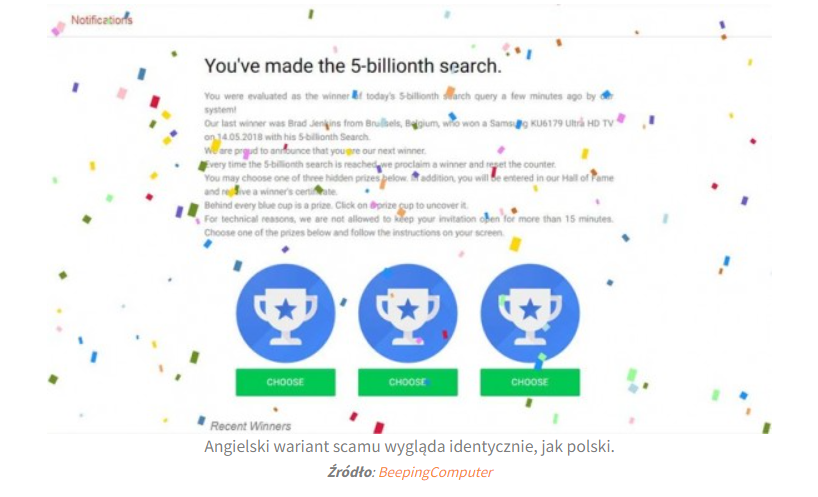 Notifications
You've made the 5-billionth search.
You were evaluated as the winner of today's 5-billionth search query a few minutes ago by our
system!
Our last winner was Brad Jenkins from Brussels, Belgium, who won a Samsung KU6179 Ultra HD TV
on 14.05.2018 with his 5-billionth Search.
We are proud to announce that you are our next winner.
Every time the 5-billionth search is reached we proclaim a winner and reset the counter.
You may choose one of three hidden prizes below. In addition, you will be entered in our Hall of Fame
and receive a winner's certificate.
Behind every blue cup is a prize. Click on a prize cup to uncover it.
For technical reasons, we are not allowed to keep your invitation open for more than 15 minutes.
Choose one of the prizes below and follow the instructions on your screen.
CHOOSE CHOOSE CHOOSE
Recent Winners
Angielski wariant scamu wygląda identycznie, jak polski.
Źródło: BeepingComputer